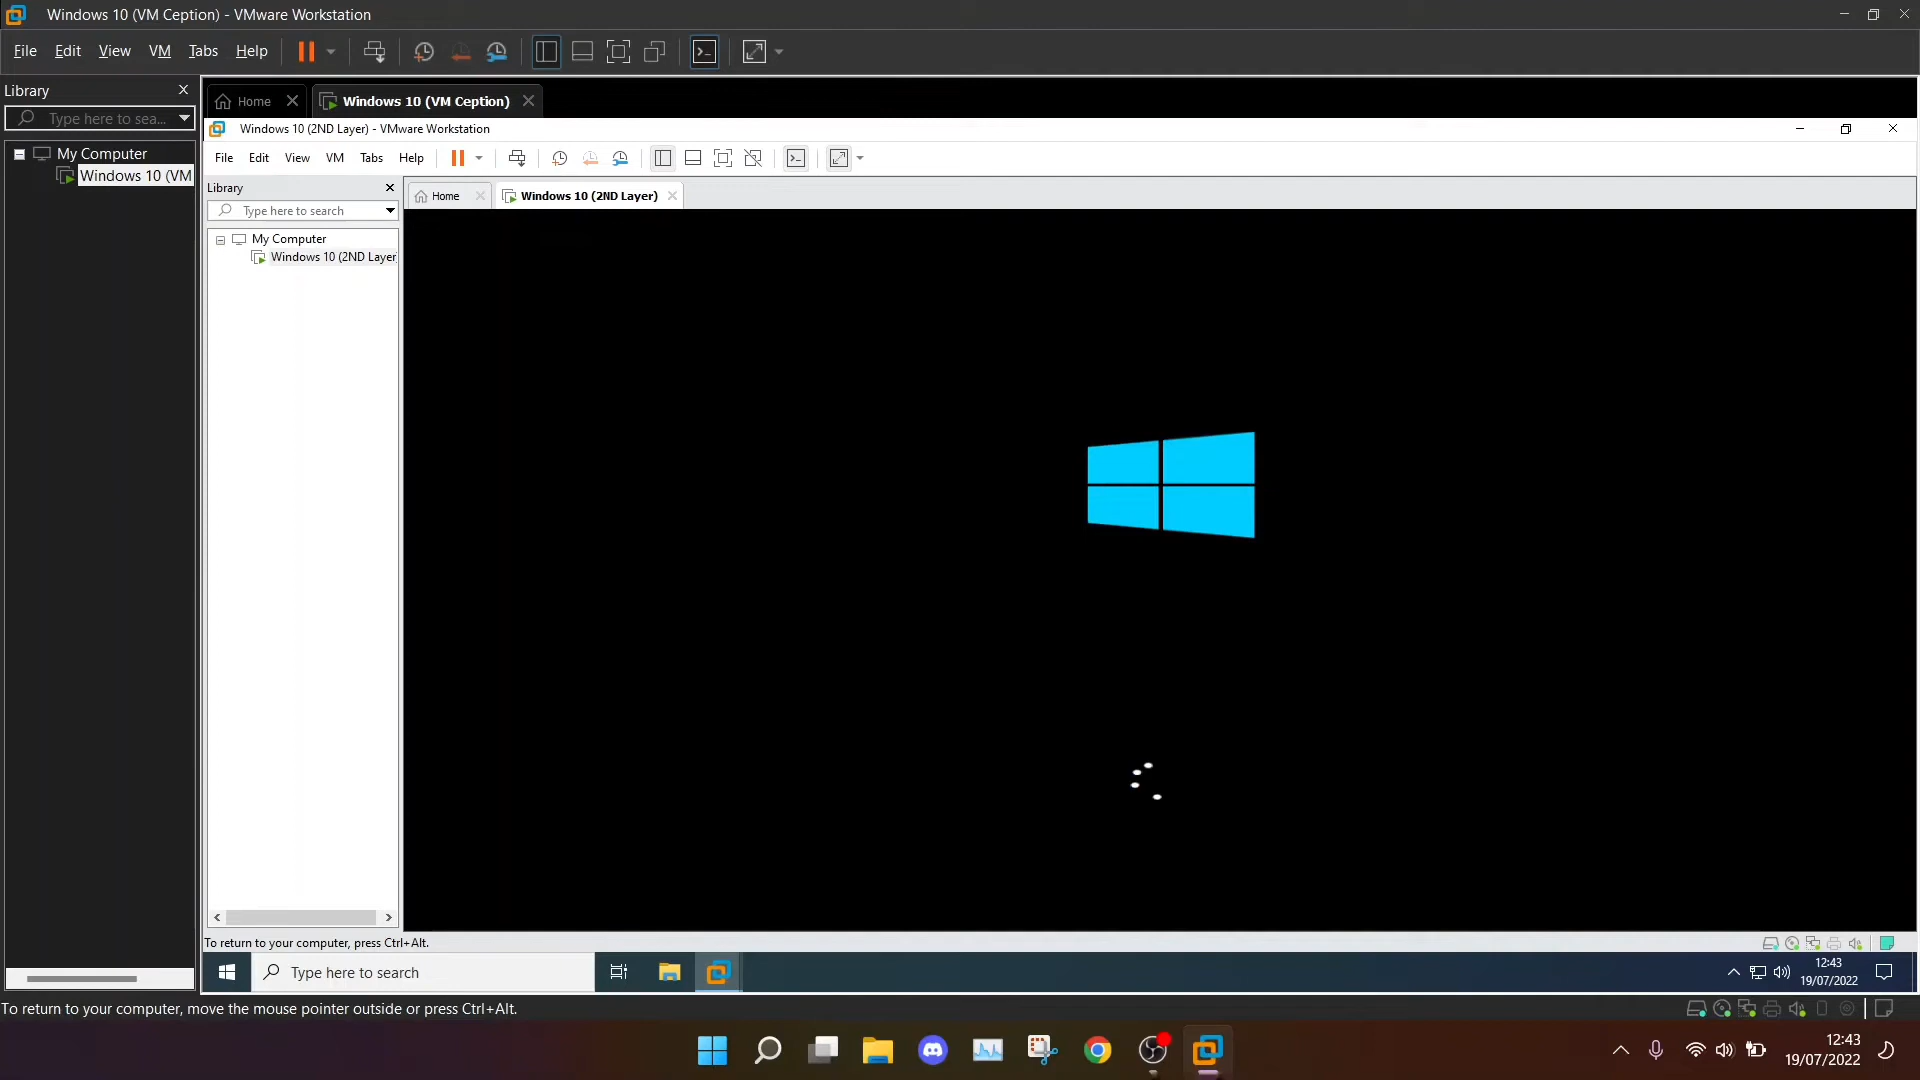 Windows 10 (VM Ception) - VMware Workstation
File Edit View VM Tabs Help
Library
Home
Windows 10 (VM Ception)
Type here to sea...
My Computer
Windows 10 (VM
Windows 10 (2ND Layer) - VMware Workstation
File Edit View VM Tabs Help
Library
Home
Windows 10 (2ND Layer)
Type here to search
My Computer
Windows 10 (2ND Layer
To return to your computer, press Ctrl+Alt.
Type here to search
12:43
19/07/2022
To return to your computer, move the mouse pointer outside or press Ctrl+Alt.
12:43
19/07/2022